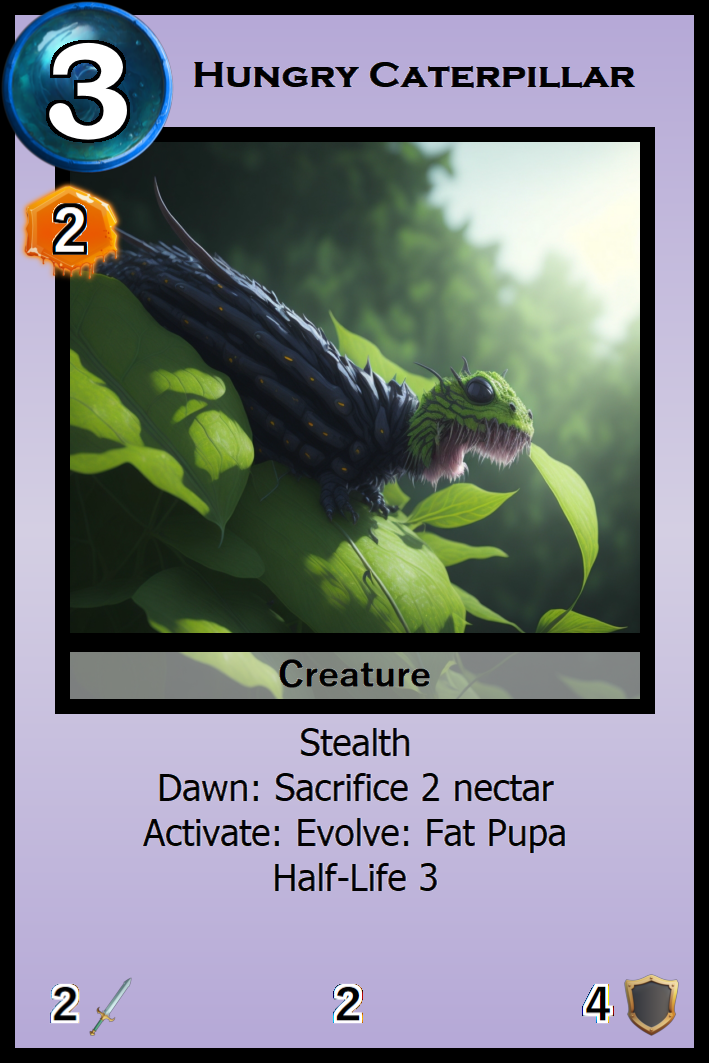 3
Hungry Caterpillar
2
Creature
Stealth
Dawn: Sacrifice 2 nectar
Activate: Evolve: Fat Pupa
Half-Life 3
2 2 4